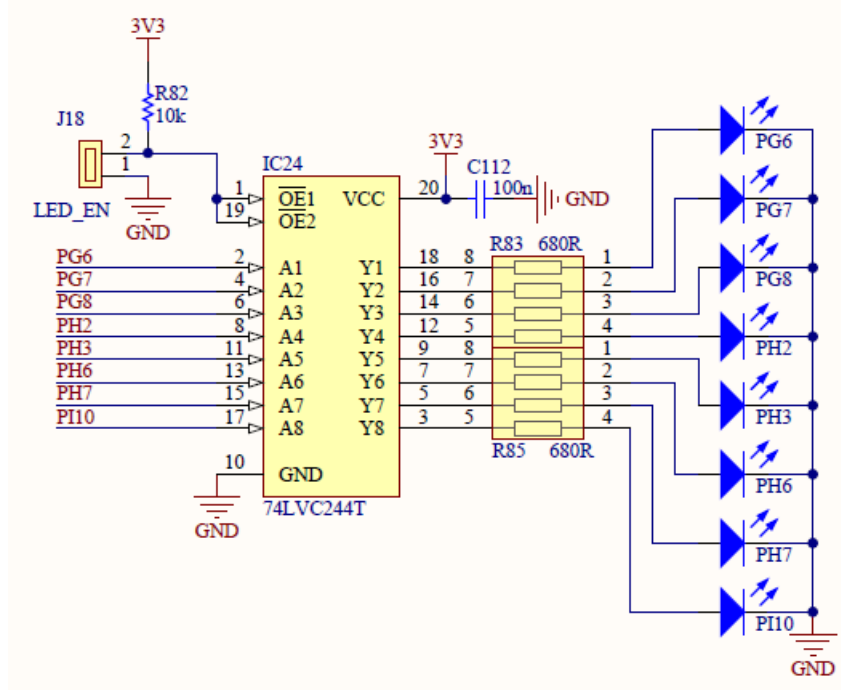 3V3
R82
10k
J18
2
1
LED_EN
GND
3V3
C112
100n
GND
IC24
1 OE1 VCC 20
19 OE2
R83 680R
PG6 2 A1 Y1 18 8 1
PG7 4 A2 Y2 16 7 2
PG8 6 A3 Y3 14 6 3
PH2 8 A4 Y4 12 5 4
PH3 11 A5 Y5 9 8 1
PH6 13 A6 Y6 7 7 2
PH7 15 A7 Y7 5 6 3
PI10 17 A8 Y8 3 5 4
R85 680R
10 GND
GND
74LVC244T
PG6
PG7
PG8
PH2
PH3
PH6
PH7
PI10
GND